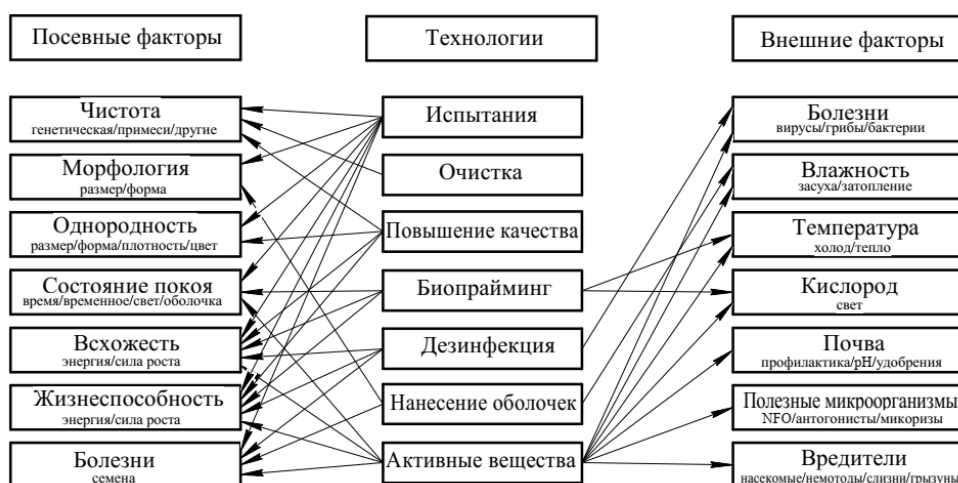 Посевные факторы
Технологии
Внешние факторы
Чистота
генетическая/примеси/другие
Морфология
размер/форма
Однородность
размер/форма/плотность/цвет
Состояние покоя
время/временное/свет/оболочка
Всхожесть
энергия/сила роста
Жизнеспособность
энергия/сила роста
Болезни
семена
Испытания
Очистка
Повышение качества
Биопрайминг
Дезинфекция
Нанесение оболочек
Активные вещества
Болезни
вирусы/грибы/бактерии
Влажность
засуха/затопление
Температура
холод/тепло
Кислород
свет
Почва
профилактика/pH/удобрения
Полезные микроорганизмы
NFO/антогонисты/микоризы
Вредители
насекомые/немотоды/слизни/грызуны